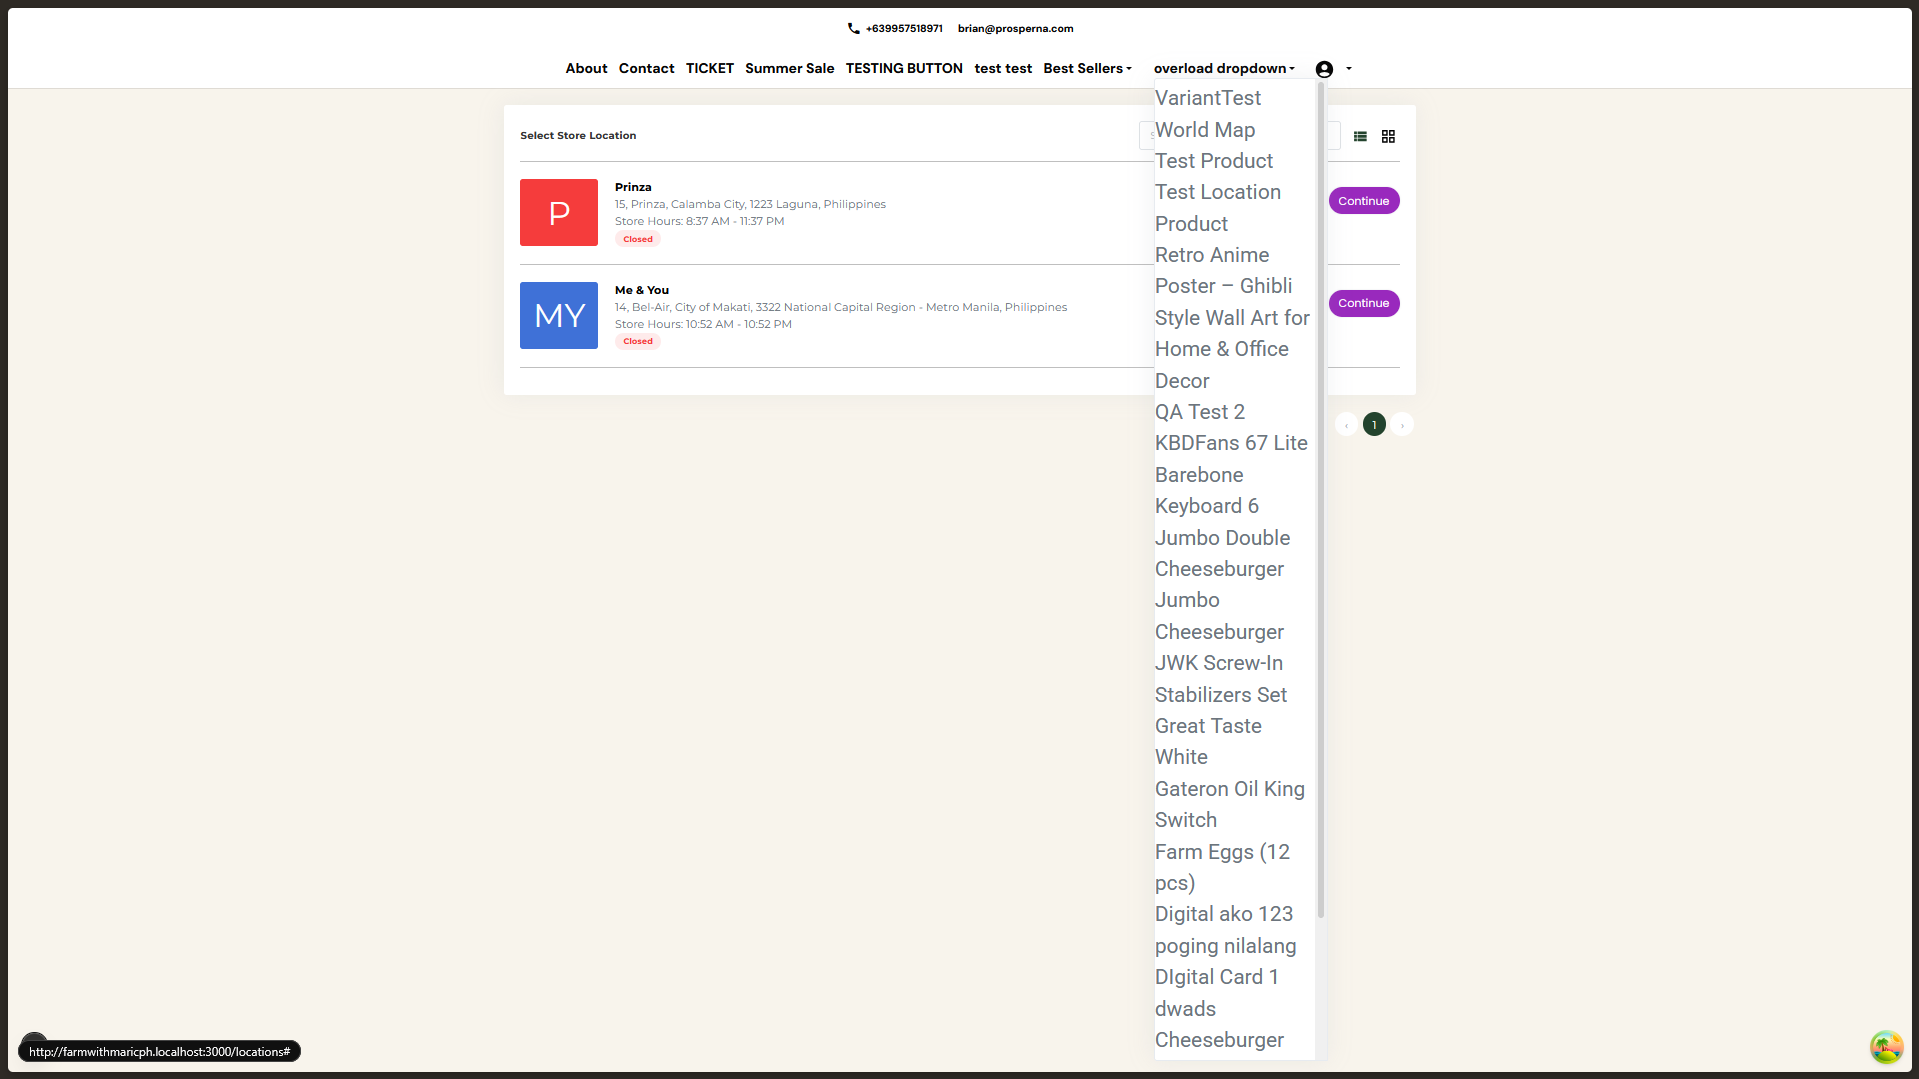 +639957518971 brian@prosperna.com
About Contact TICKET Summer Sale TESTING BUTTON test test Best Sellers overload dropdown
Select Store Location
P
Prinza
15, Prinza, Calamba City, 1223 Laguna, Philippines
Store Hours: 8:37 AM - 11:37 PM
Closed
Continue
MY
Me & You
14, Bel-Air, City of Makati, 3322 National Capital Region - Metro Manila, Philippines
Store Hours: 10:52 AM - 10:52 PM
Closed
Continue
‹ 1 ›
VariantTest
World Map
Test Product
Test Location
Product
Retro Anime
Poster – Ghibli
Style Wall Art for
Home & Office
Decor
QA Test 2
KBDFans 67 Lite
Barebone
Keyboard 6
Jumbo Double
Cheeseburger
Jumbo
Cheeseburger
JWK Screw-In
Stabilizers Set
Great Taste
White
Gateron Oil King
Switch
Farm Eggs (12
pcs)
Digital ako 123
poging nilalang
DIgital Card 1
dwads
Cheeseburger
http://farmwithmaricph.localhost:3000/locations#